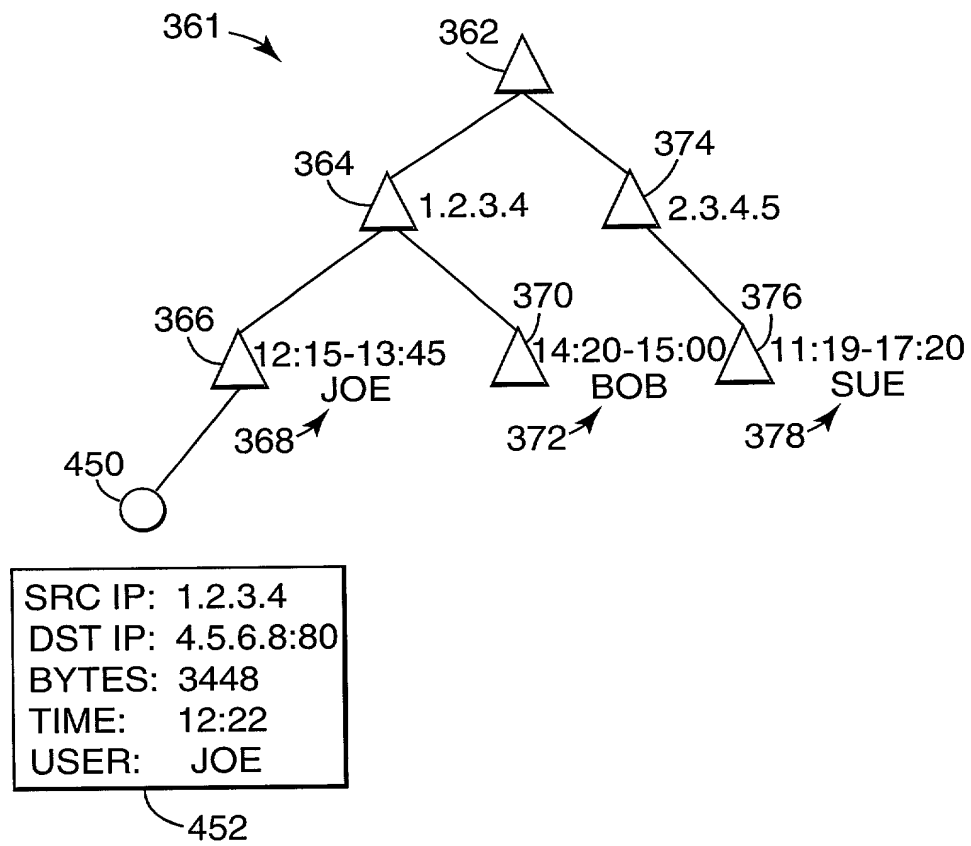 361
362
364
374
1.2.3.4
2.3.4.5
366
370
376
12:15-13:45
14:20-15:00
11:19-17:20
JOE
BOB
SUE
368
372
378
450
SRC IP: 1.2.3.4
DST IP: 4.5.6.8:80
BYTES: 3448
TIME: 12:22
USER: JOE
452